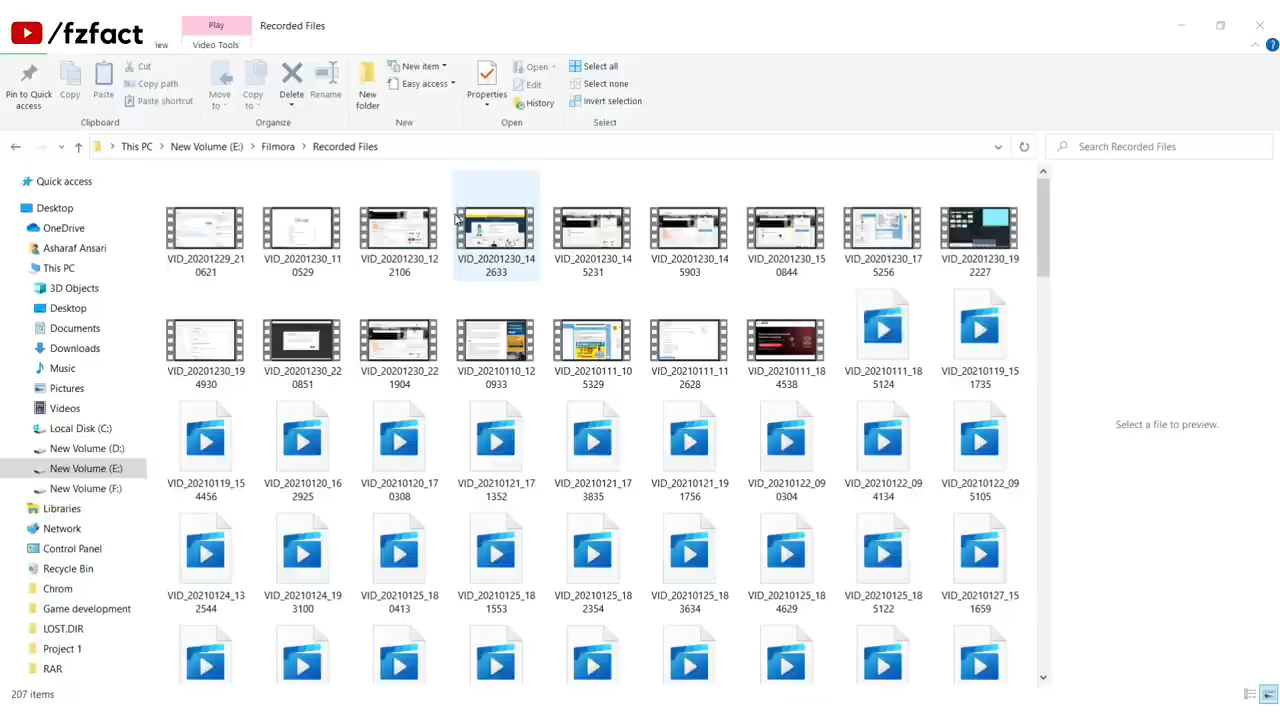 /fzfact
iew
Play
Video Tools
Recorded Files
Pin to Quick
access
Copy
Paste
Cut
Copy path
Paste shortcut
Clipboard
Move
to
Copy
to
Delete
Rename
Organize
New
folder
New item
Easy access
New
Properties
Open
Edit
History
Open
Select all
Select none
Invert selection
Select
This PC
New Volume (E:)
Filmora
Recorded Files
Search Recorded Files
Quick access
Desktop
OneDrive
Asharaf Ansari
This PC
3D Objects
Desktop
Documents
Downloads
Music
Pictures
Videos
Local Disk (C:)
New Volume (D:)
New Volume (E:)
New Volume (F:)
Libraries
Network
Control Panel
Recycle Bin
Chrom
Game development
LOST.DIR
Project 1
RAR
VID_20201229_21
0621
VID_20201230_11
0529
VID_20201230_12
2106
VID_20201230_14
2633
VID_20201230_14
5231
VID_20201230_14
5903
VID_20201230_15
0844
VID_20201230_17
5256
VID_20201230_19
2227
VID_20201230_19
4930
VID_20201230_22
0851
VID_20201230_22
1904
VID_20210110_12
0933
VID_20210111_10
5329
VID_20210111_11
2628
VID_20210111_18
4538
VID_20210111_18
5124
VID_20210119_15
1735
VID_20210119_15
4456
VID_20210120_16
2925
VID_20210120_17
0308
VID_20210121_17
1352
VID_20210121_17
3835
VID_20210121_19
1756
VID_20210122_09
0304
VID_20210122_09
4134
VID_20210122_09
5105
VID_20210124_13
2544
VID_20210124_19
3100
VID_20210125_18
0413
VID_20210125_18
1553
VID_20210125_18
2354
VID_20210125_18
3634
VID_20210125_18
4629
VID_20210125_18
5122
VID_20210127_15
1659
Select a file to preview.
207 items